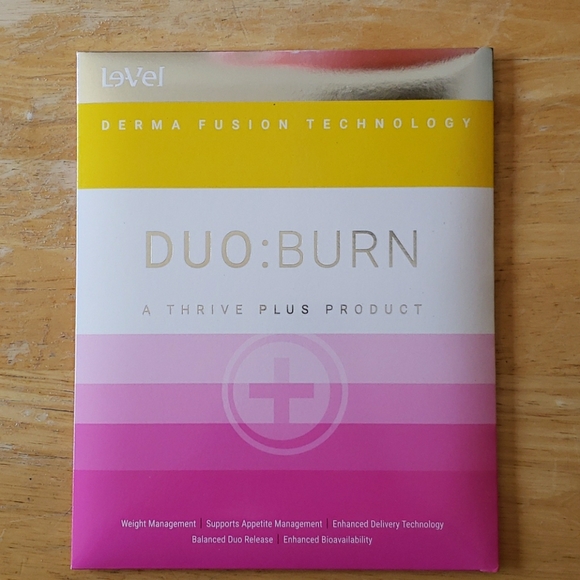 LeVel
DERMA FUSION TECHNOLOGY
DUO:BURN
A THRIVE PLUS PRODUCT
Weight Management | Supports Appetite Management | Enhanced Delivery Technology
Balanced Duo Release | Enhanced Bioavailability